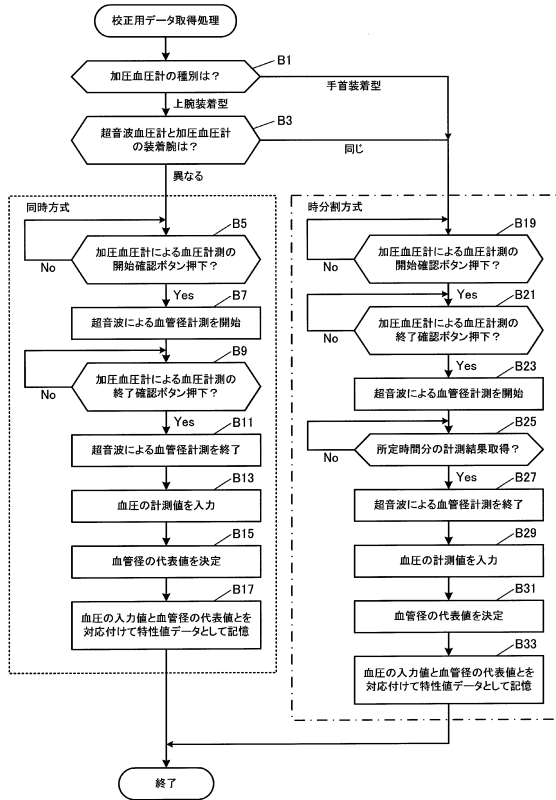 校正用データ取得処理
B1
加圧血圧計の種別は？
手首装着型
上腕装着型
B3
超音波血圧計と加圧血圧計
の装着腕は？
同じ
異なる
同時方式
B5
加圧血圧計による血圧計測の
開始確認ボタン押下？
No
Yes
B7
超音波による血管径計測を開始
B9
加圧血圧計による血圧計測の
終了確認ボタン押下？
No
Yes
B11
超音波による血管径計測を終了
B13
血圧の計測値を入力
B15
血管径の代表値を決定
B17
血圧の入力値と血管径の代表値とを
対応付けて特性値データとして記憶
時分割方式
B19
加圧血圧計による血圧計測の
開始確認ボタン押下？
No
Yes
B21
加圧血圧計による血圧計測の
終了確認ボタン押下？
No
Yes
B23
超音波による血管径計測を開始
B25
所定時間分の計測結果取得？
No
Yes
B27
超音波による血管径計測を終了
B29
血圧の計測値を入力
B31
血管径の代表値を決定
B33
血圧の入力値と血管径の代表値とを
対応付けて特性値データとして記憶
終了